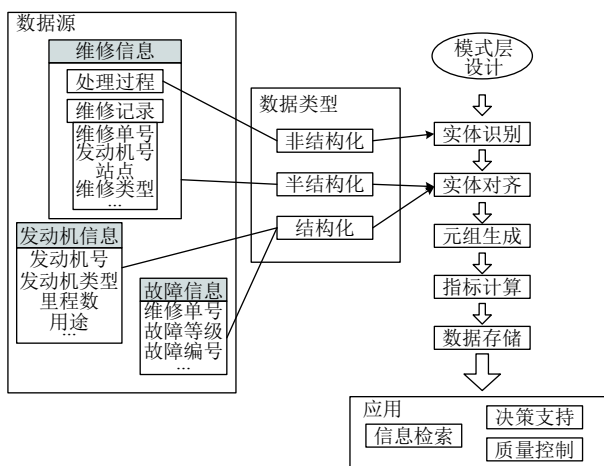 数据源
维修信息
处理过程
维修记录
维修单号
发动机号
站点
维修类型
...
发动机信息
发动机号
发动机类型
里程数
用途
...
故障信息
维修单号
故障等级
故障编号
...
数据类型
非结构化
半结构化
结构化
模式层
设计
实体识别
实体对齐
元组生成
指标计算
数据存储
应用
信息检索
决策支持
质量控制